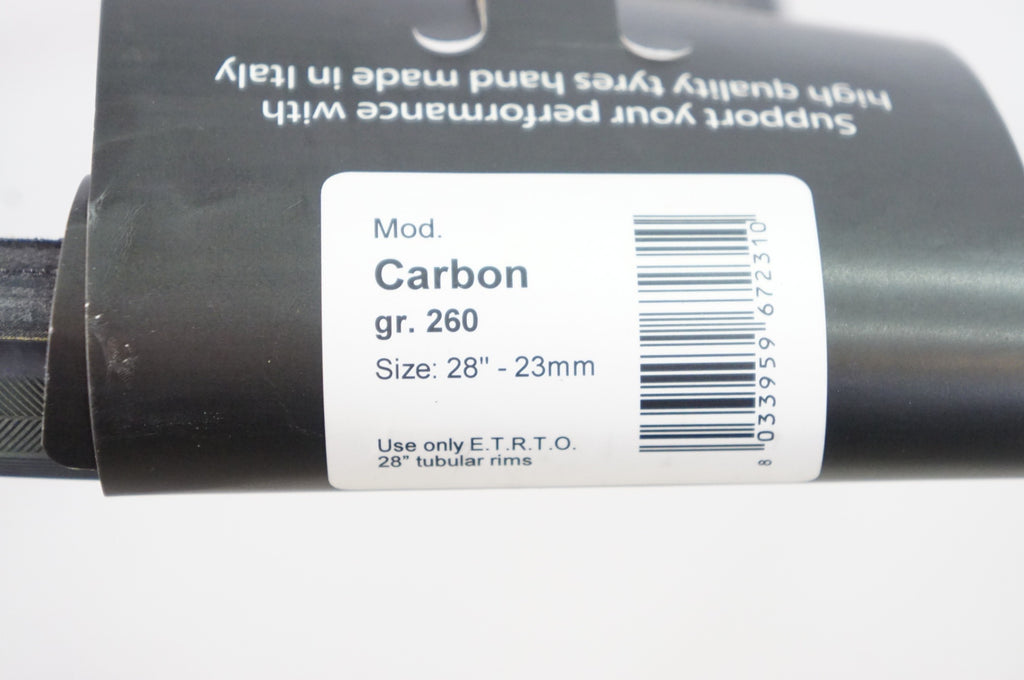 Support your performance with
high quality tyres hand made in Italy
Mod.
Carbon
gr. 260
Size: 28" - 23mm
Use only E.T.R.T.O.
28" tubular rims
8 033959 672310